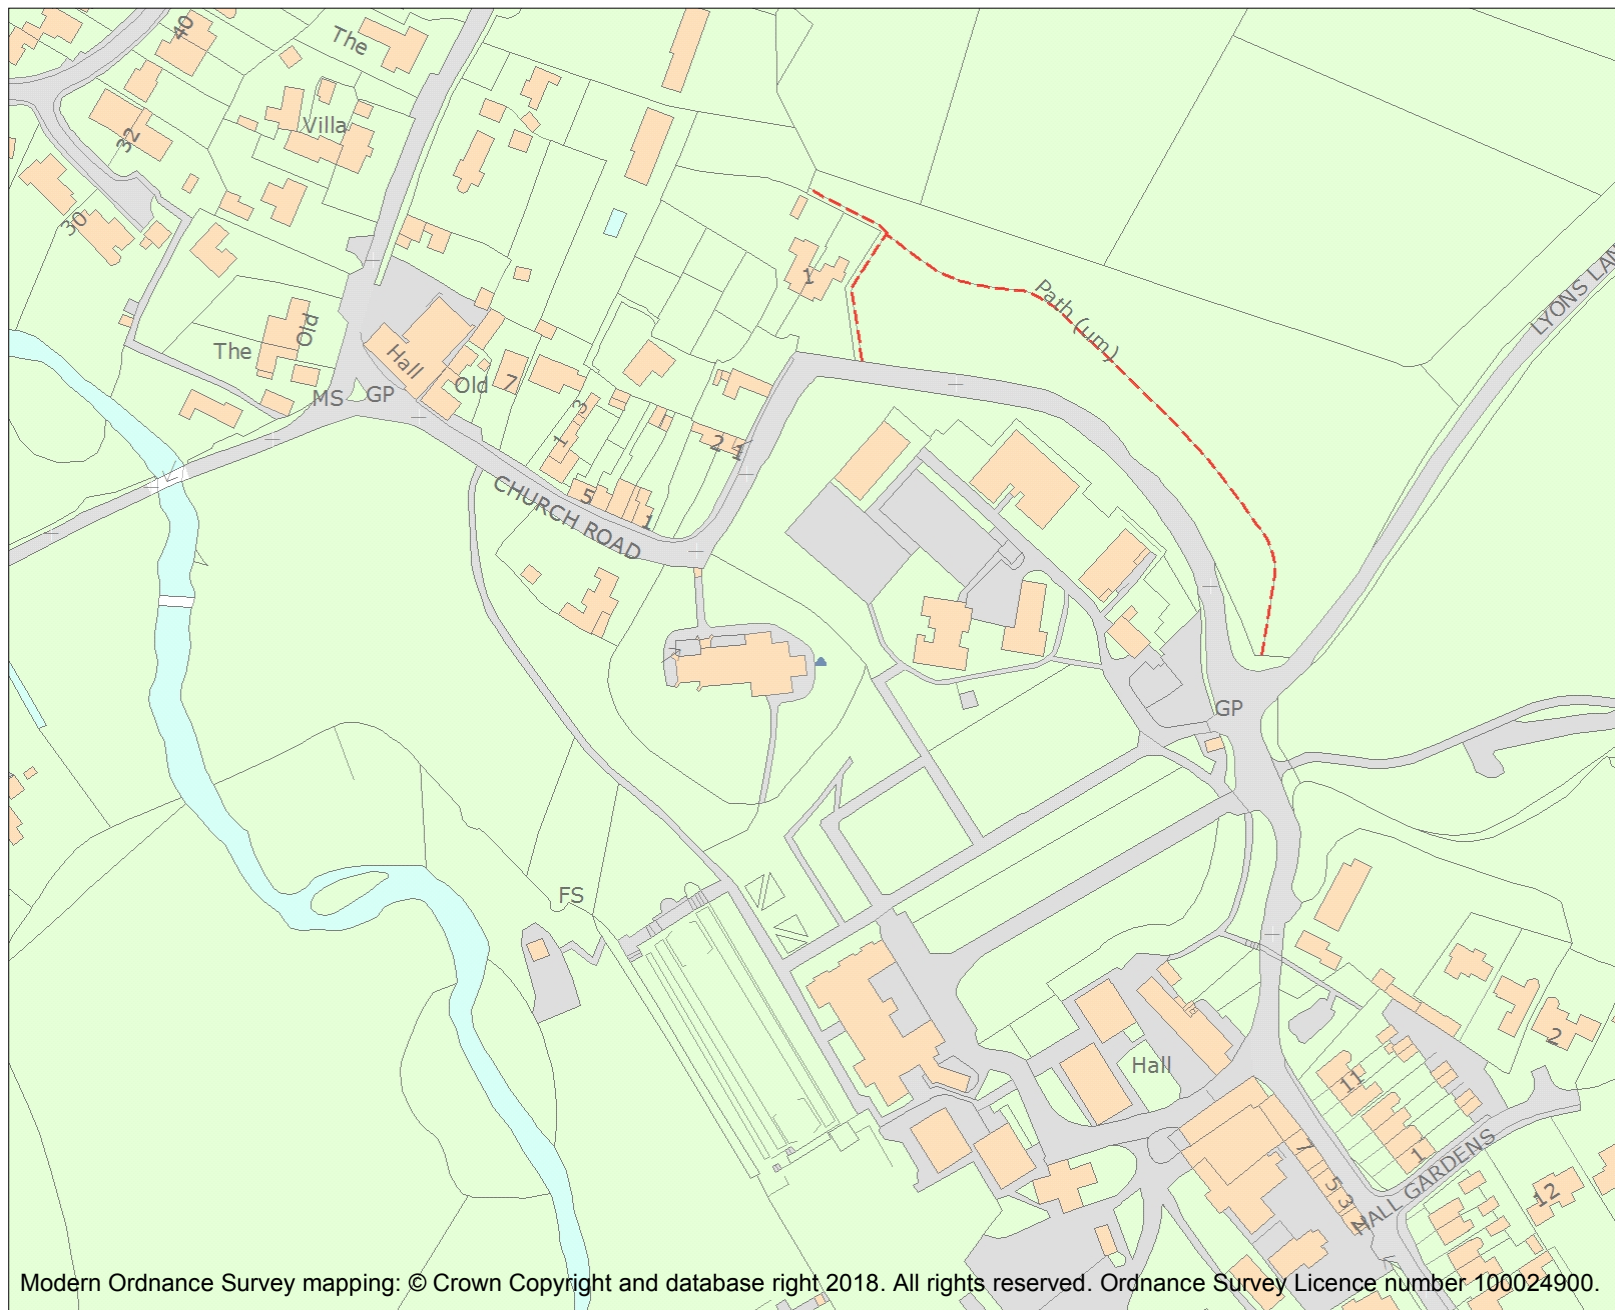 40
The
32
Villa
30
1
Path (um)
LYONS LAN
The
Old
Hall
Old
7
MS
GP
3
1
2
1
5
1
CHURCH ROAD
GP
FS
2
Hall
11
1
7
5
3
HALL GARDENS
12
Modern Ordnance Survey mapping: © Crown Copyright and database right 2018. All rights reserved. Ordnance Survey Licence number 100024900.